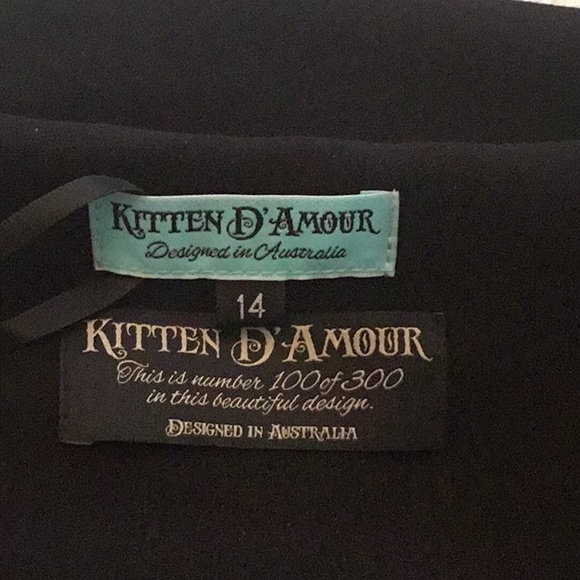 KITTEN D'AMOUR
Designed in Australia
14
KITTEN D'AMOUR
This is number 100 of 300
in this beautiful design.
DESIGNED IN AUSTRALIA